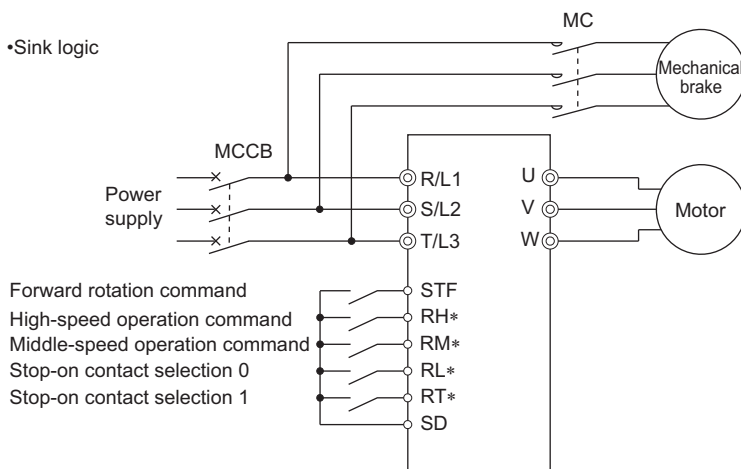 MC
•Sink logic
Mechanical
brake
MCCB
Power
supply
R/L1
S/L2
T/L3
U
V
W
Motor
Forward rotation command
STF
High-speed operation command
RH*
Middle-speed operation command
RM*
Stop-on contact selection 0
RL*
Stop-on contact selection 1
RT*
SD